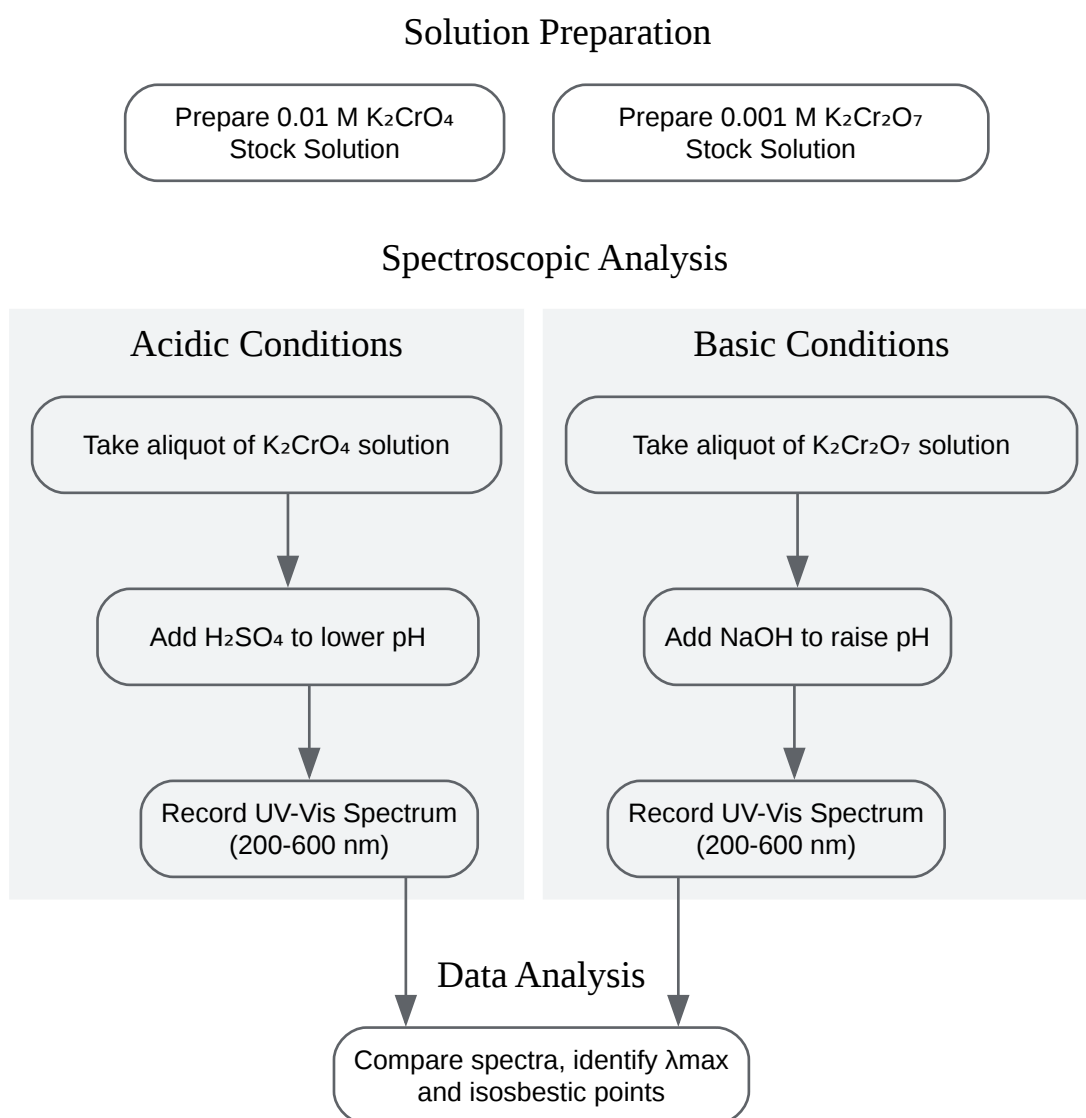 Solution Preparation
Prepare 0.01 M K₂CrO₄
Stock Solution
Prepare 0.001 M K₂Cr₂O₇
Stock Solution
Spectroscopic Analysis
Acidic Conditions
Take aliquot of K₂CrO₄ solution
Add H₂SO₄ to lower pH
Record UV-Vis Spectrum
(200-600 nm)
Basic Conditions
Take aliquot of K₂Cr₂O₇ solution
Add NaOH to raise pH
Record UV-Vis Spectrum
(200-600 nm)
Data Analysis
Compare spectra, identify λmax
and isosbestic points